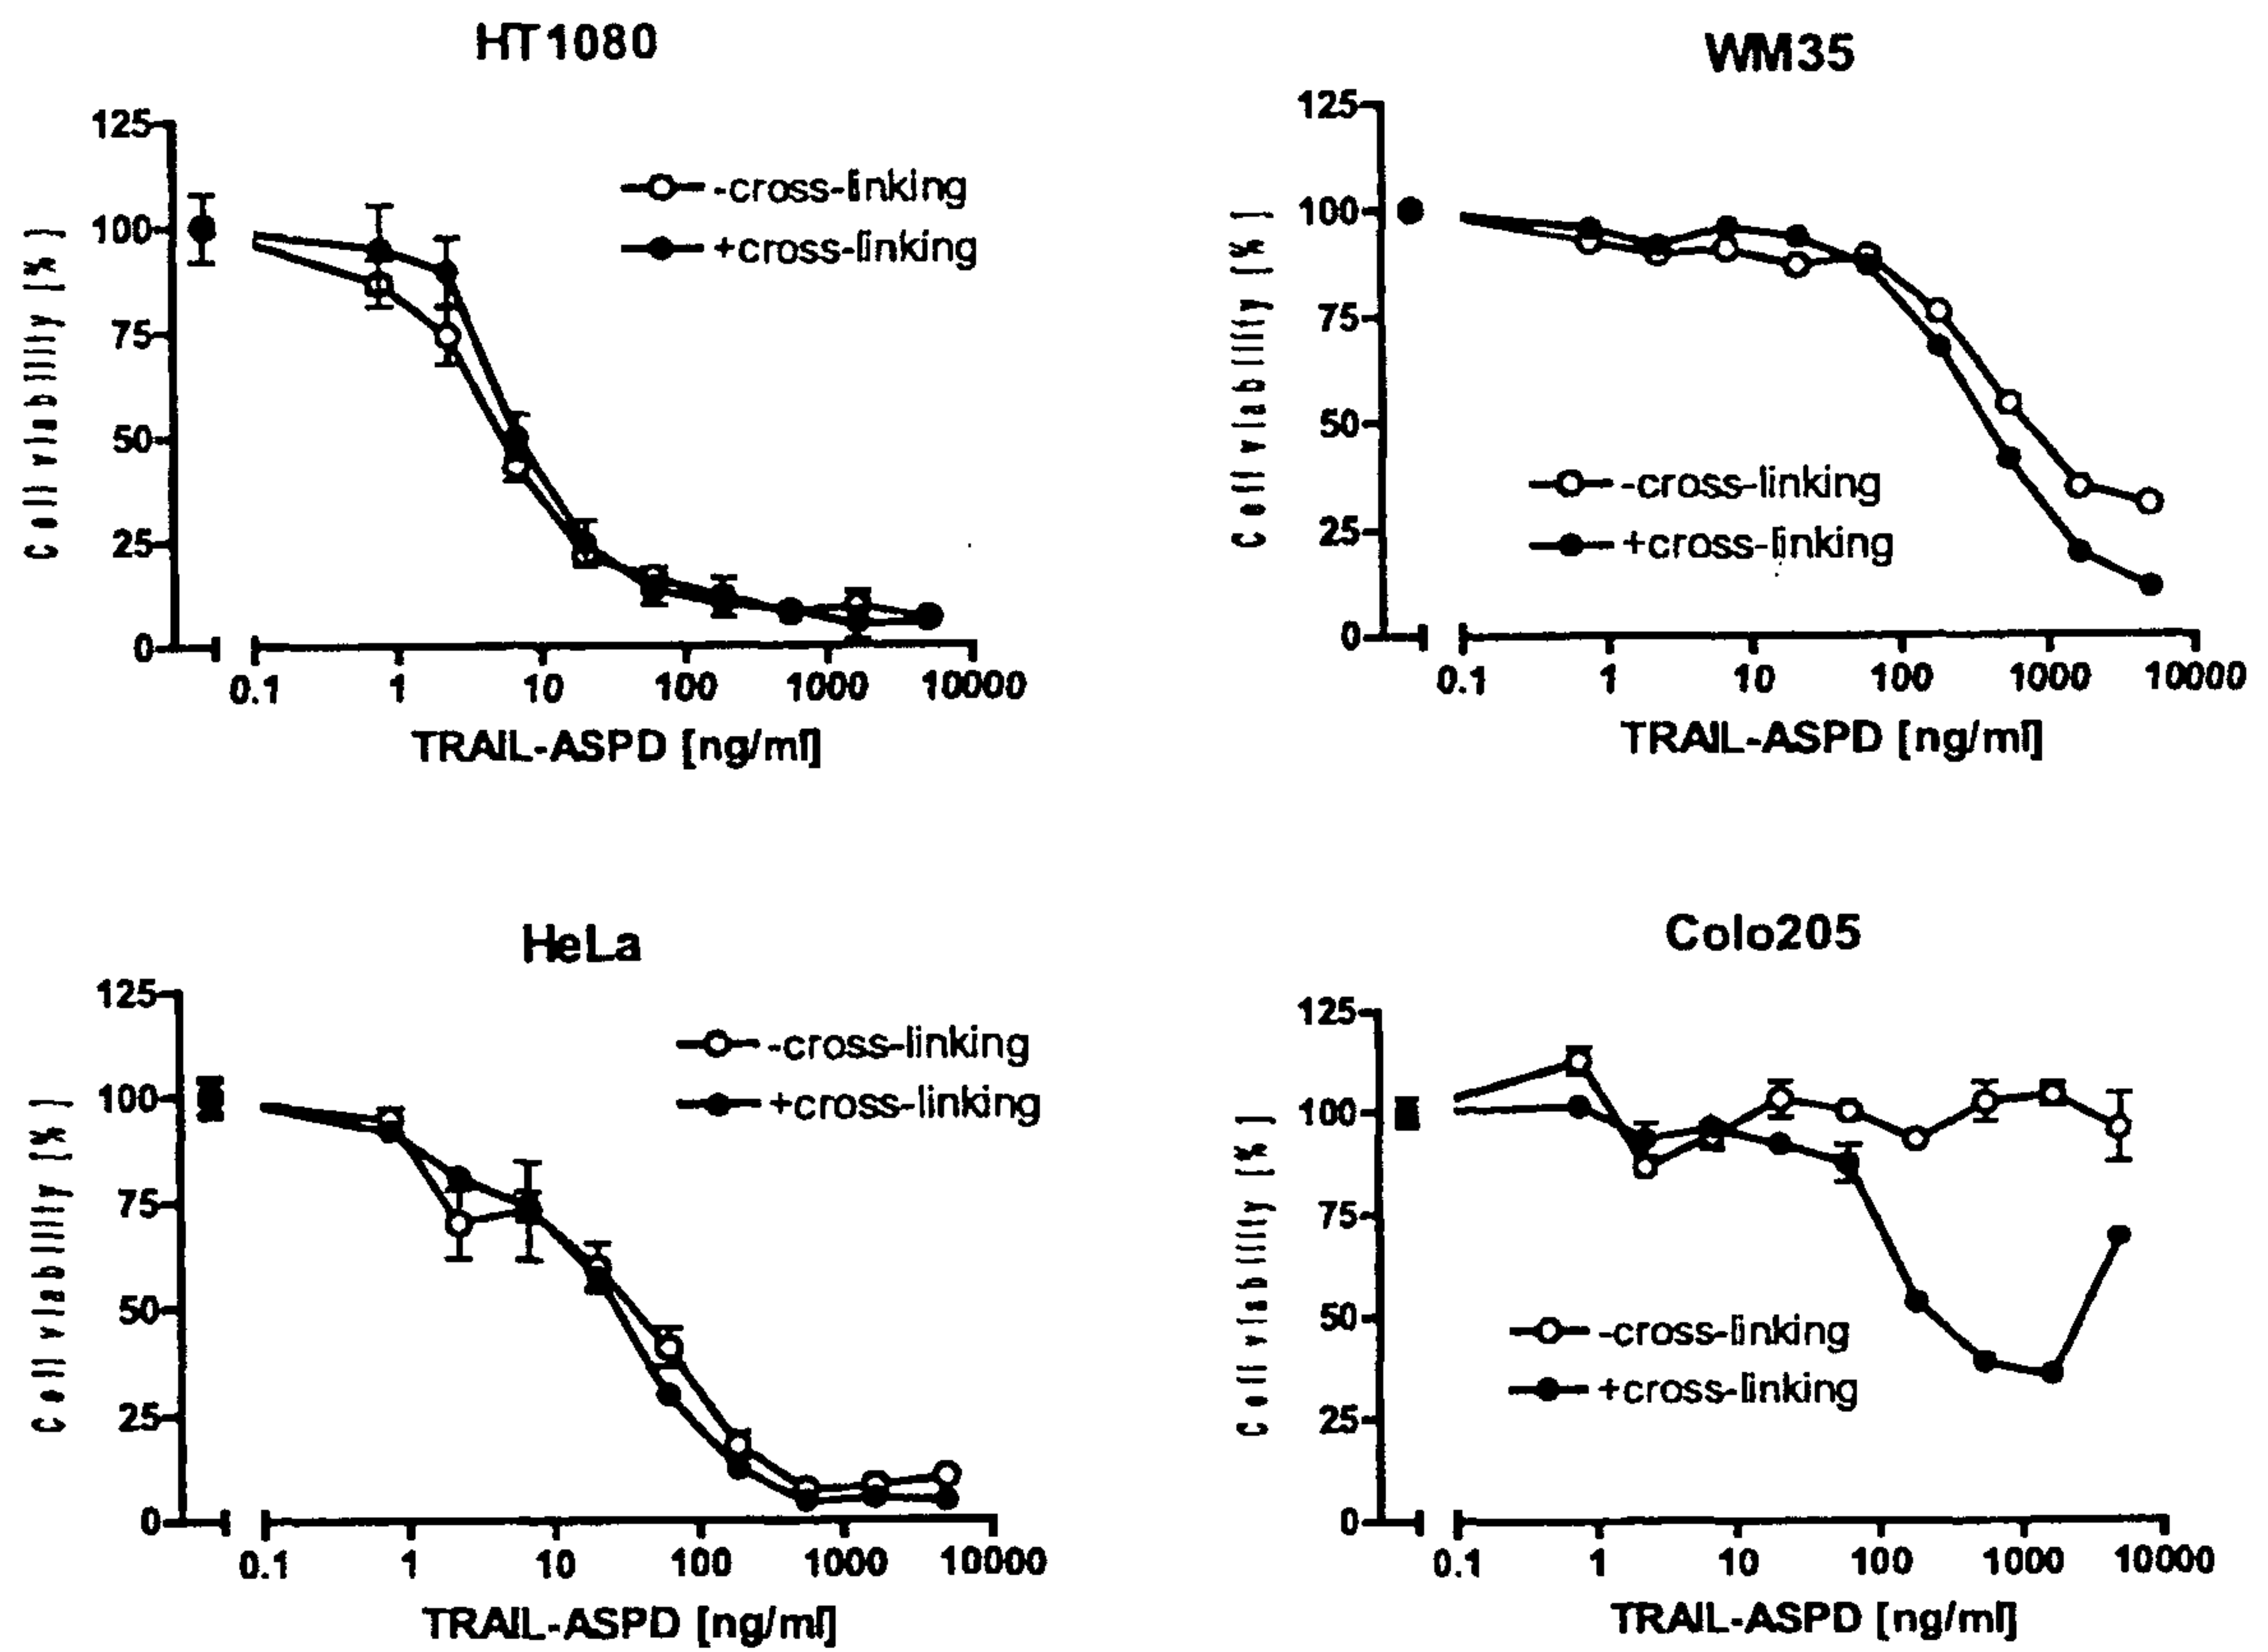 HT1080
125
100
75
50
25
0
Cell viability [%]
-cross-linking
+cross-linking
0.1 1 10 100 1000 10000
TRAIL-ASPD [ng/ml]
WM35
125
100
75
50
25
0
Cell viability [%]
-cross-linking
+cross-linking
0.1 1 10 100 1000 10000
TRAIL-ASPD [ng/ml]
HeLa
125
100
75
50
25
0
Cell viability [%]
-cross-linking
+cross-linking
0.1 1 10 100 1000 10000
TRAIL-ASPD [ng/ml]
Colo205
125
100
75
50
25
0
Cell viability [%]
-cross-linking
+cross-linking
0.1 1 10 100 1000 10000
TRAIL-ASPD [ng/ml]